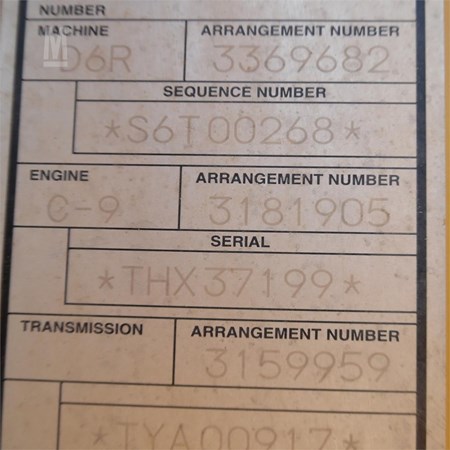 NUMBER
MACHINE ARRANGEMENT NUMBER
D6R 3369682
SEQUENCE NUMBER
*S6T00268*
ENGINE ARRANGEMENT NUMBER
C-9 3181905
SERIAL
*THX37199*
TRANSMISSION ARRANGEMENT NUMBER
3159959
*TYA00917*